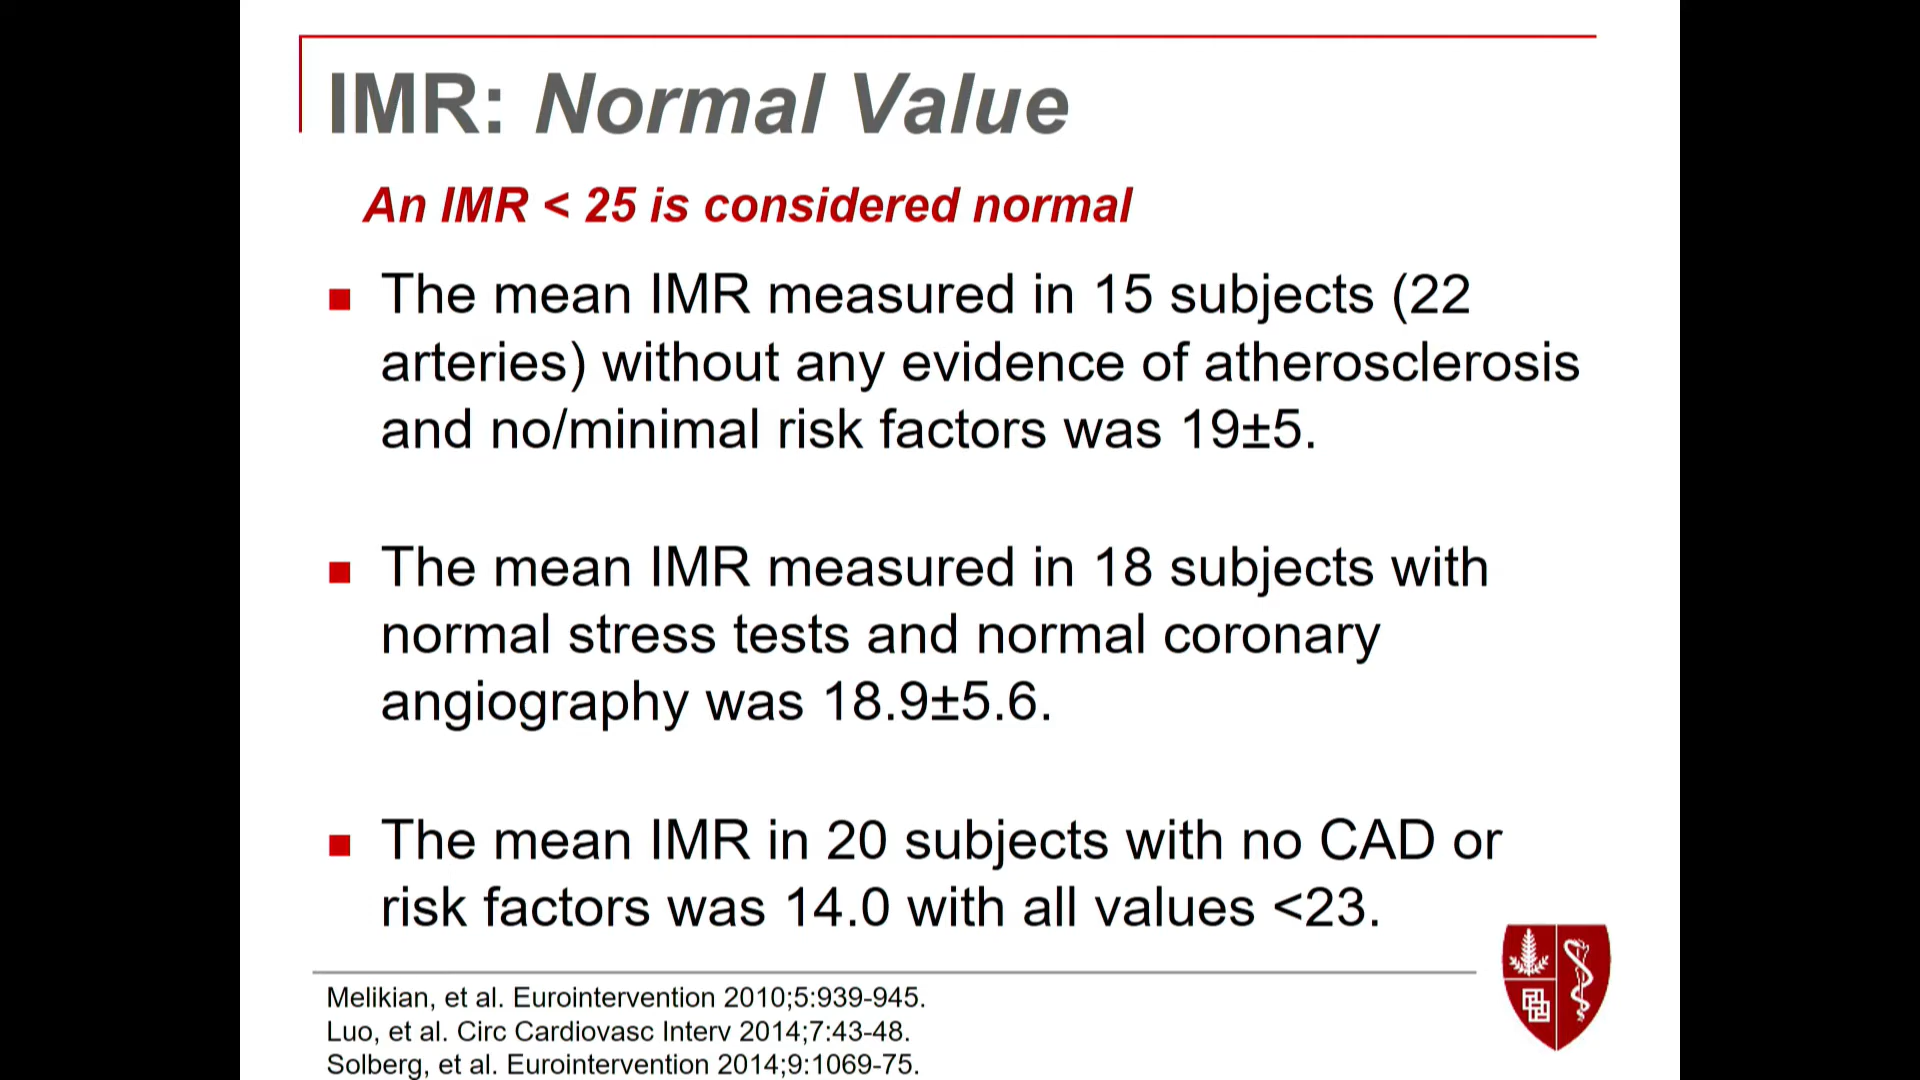 IMR: Normal Value
An IMR < 25 is considered normal
The mean IMR measured in 15 subjects (22
arteries) without any evidence of atherosclerosis
and no/minimal risk factors was 19±5.
The mean IMR measured in 18 subjects with
normal stress tests and normal coronary
angiography was 18.9±5.6.
The mean IMR in 20 subjects with no CAD or
risk factors was 14.0 with all values <23.
Melikian, et al. Eurointervention 2010;5:939-945.
Luo, et al. Circ Cardiovasc Interv 2014;7:43-48.
Solberg, et al. Eurointervention 2014;9:1069-75.